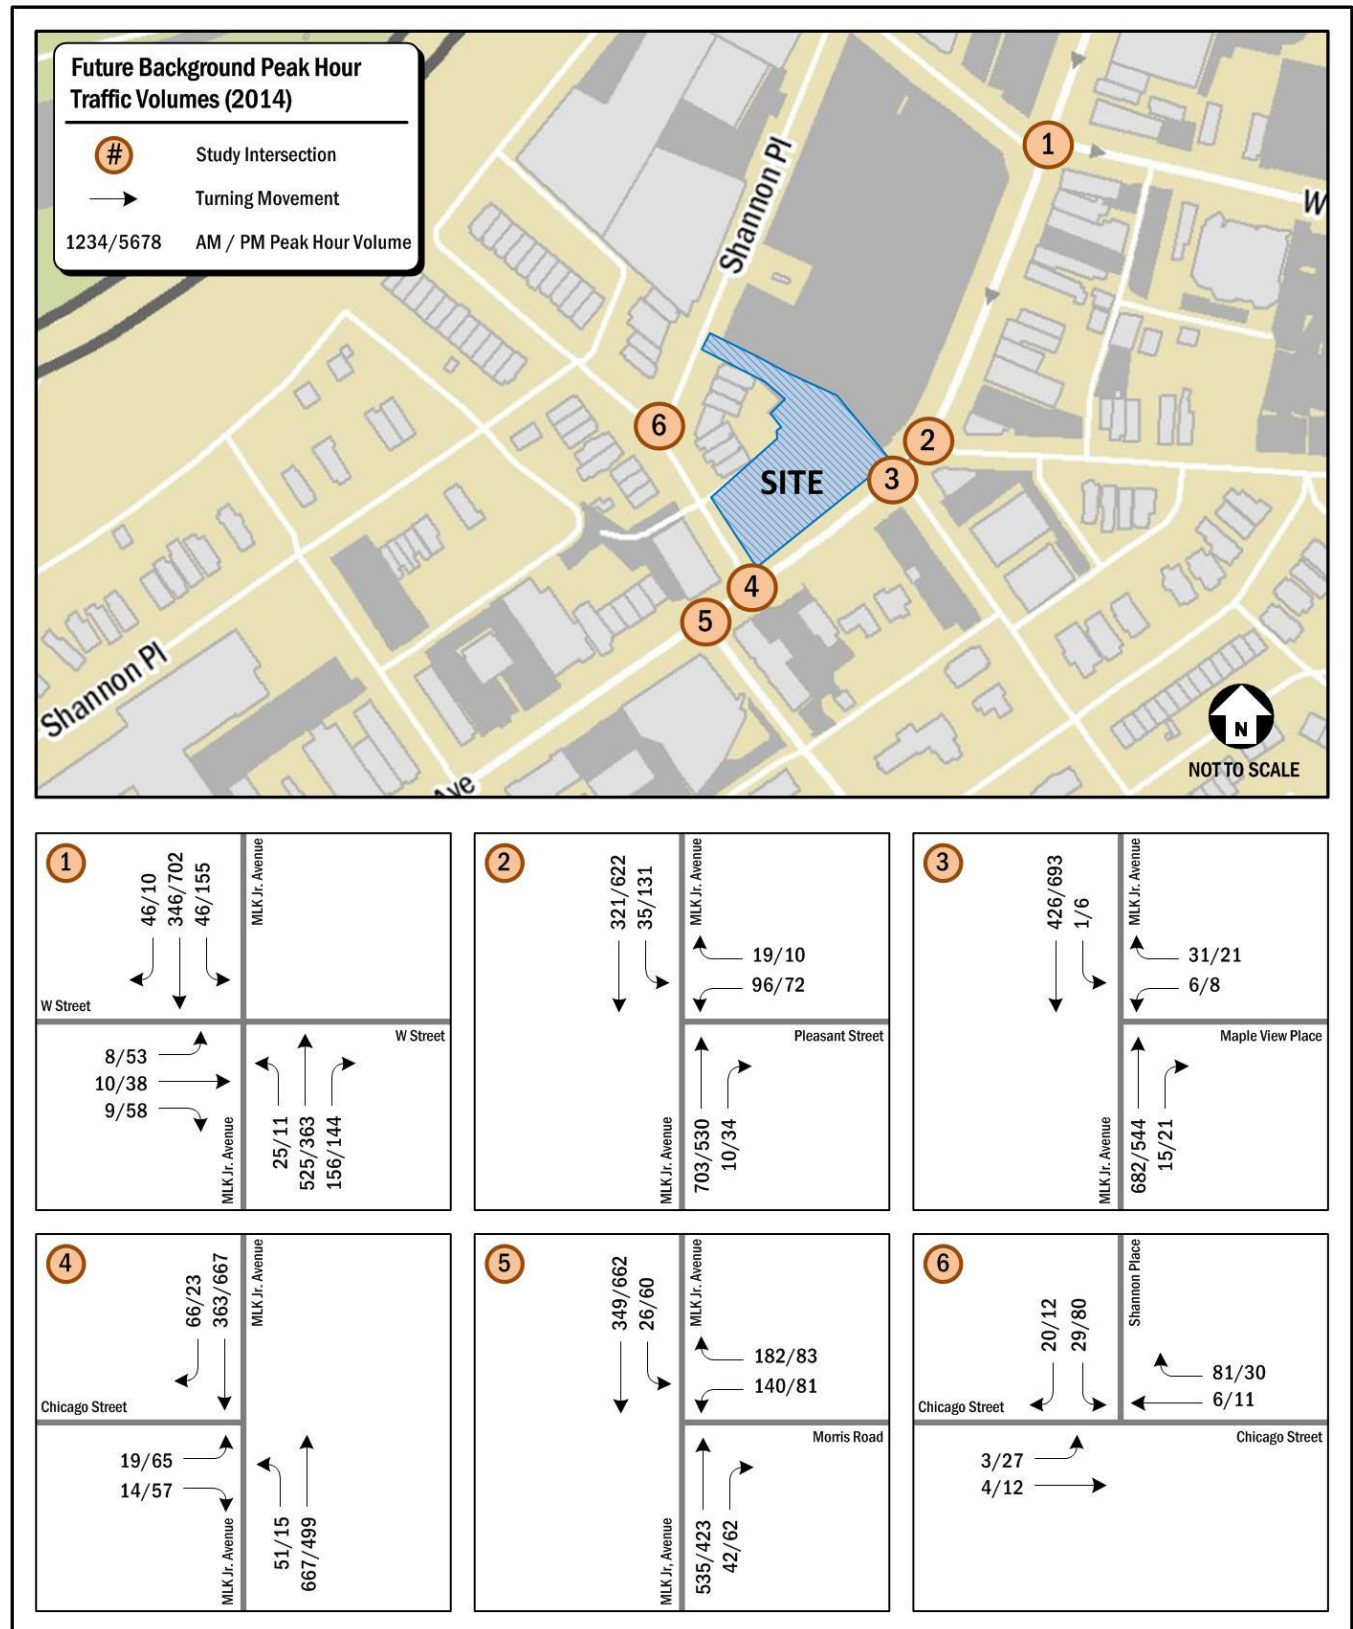 Future Background Peak Hour
Traffic Volumes (2014)
#
Study Intersection
Turning Movement
1234/5678
AM / PM Peak Hour Volume
Shannon Pl
1
W
6
2
3
SITE
4
5
Shannon Pl
Ave
N
NOT TO SCALE
1
46/10
346/702
46/155
MLK Jr. Avenue
W Street
W Street
8/53
10/38
9/58
MLK Jr. Avenue
25/11
525/363
156/144
2
321/622
35/131
MLK Jr. Avenue
19/10
96/72
Pleasant Street
MLK Jr. Avenue
703/530
10/34
3
426/693
1/6
MLK Jr. Avenue
31/21
6/8
Maple View Place
MLK Jr. Avenue
682/544
15/21
4
66/23
363/667
MLK Jr. Avenue
Chicago Street
19/65
14/57
MLK Jr. Avenue
51/15
667/499
5
349/662
26/60
MLK Jr. Avenue
182/83
140/81
Morris Road
MLK Jr, Avenue
535/423
42/62
6
20/12
29/80
Shannon Place
81/30
6/11
Chicago Street
Chicago Street
3/27
4/12